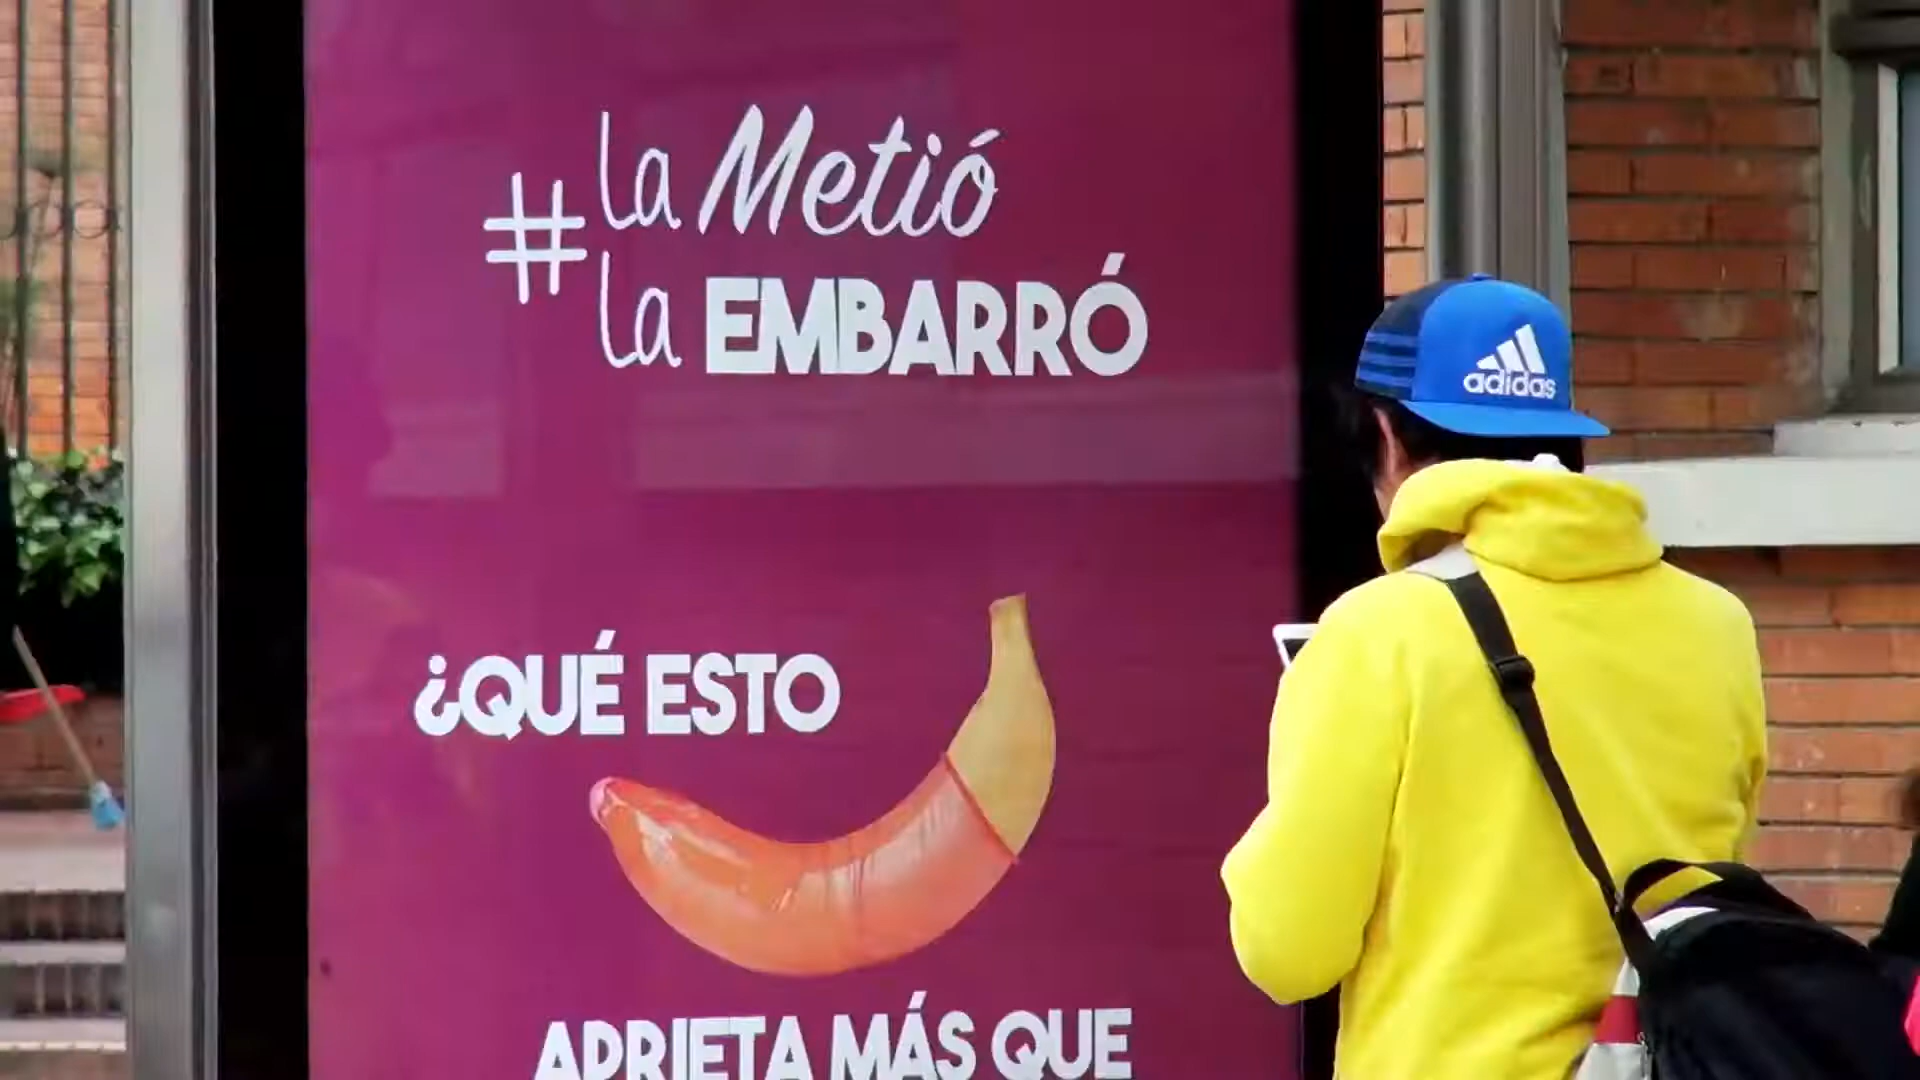 #la Metió
la EMBARRÓ
adidas
¿QUÉ ESTO
APRIETA MÁS QUE